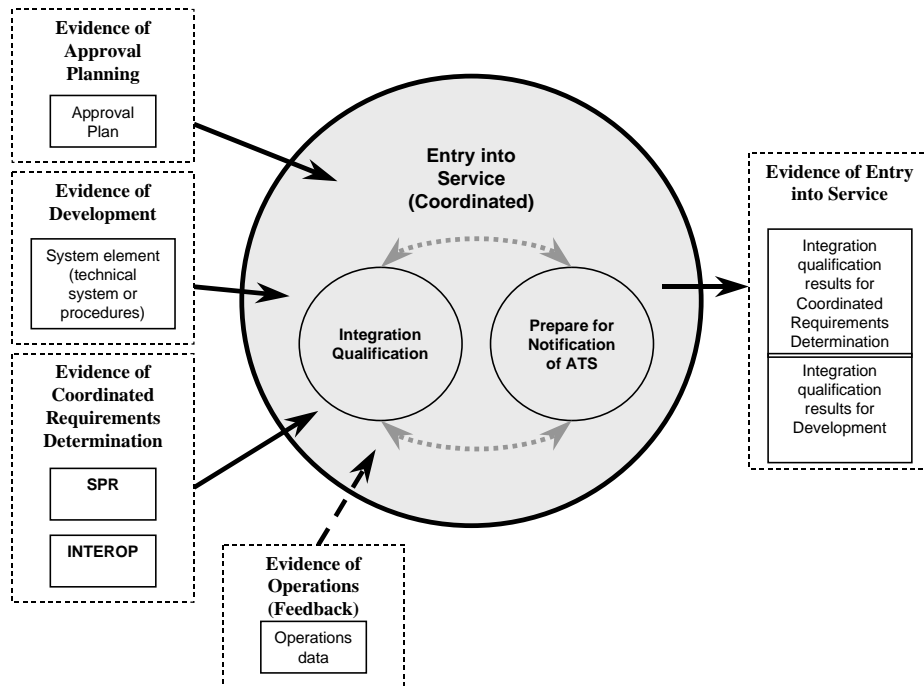 Evidence of
Approval
Planning
Approval
Plan
Evidence of
Development
System element
(technical
system or
procedures)
Evidence of
Coordinated
Requirements
Determination
SPR
INTEROP
Entry into
Service
(Coordinated)
Integration
Qualification
Prepare for
Notification
of ATS
Evidence of
Operations
(Feedback)
Operations
data
Evidence of Entry
into Service
Integration
qualification
results for
Coordinated
Requirements
Determination
Integration
qualification
results for
Development